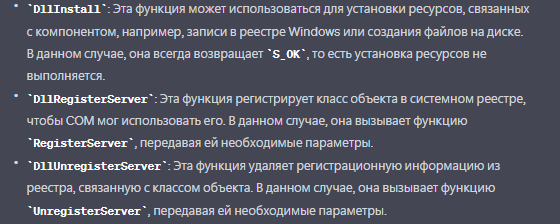 • `DllInstall`: Эта функция может использоваться для установки ресурсов, связанных
с компонентом, например, записи в реестре Windows или создания файлов на диске.
В данном случае, она всегда возвращает `S_OK`, то есть установка ресурсов не
выполняется.
• `DllRegisterServer`: Эта функция регистрирует класс объекта в системном реестре,
чтобы COM мог использовать его. В данном случае, она вызывает функцию
`RegisterServer`, передавая ей необходимые параметры.
• `DllUnregisterServer`: Эта функция удаляет регистрационную информацию из
реестра, связанную с классом объекта. В данном случае, она вызывает функцию
`UnregisterServer`, передавая ей необходимые параметры.